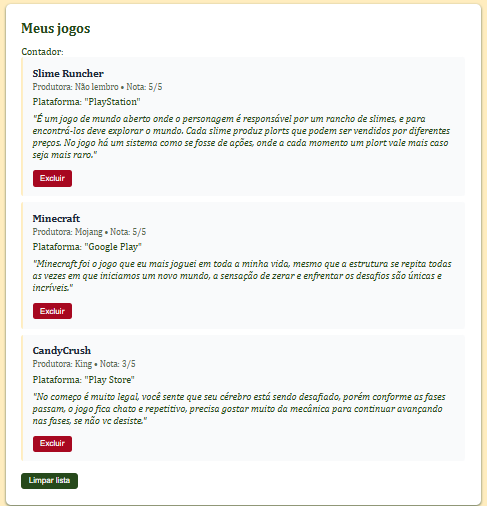 Meus jogos
Contador:
Slime Runcher
Produtora: Não lembro • Nota: 5/5
Plataforma: "PlayStation"
"É um jogo de mundo aberto onde o personagem é responsável por um rancho de slimes, e para
encontrá-los deve explorar o mundo. Cada slime produz plorts que podem ser vendidos por diferentes
preços. No jogo há um sistema como se fosse de ações, onde a cada momento um plort vale mais caso
seja mais raro."
Excluir
Minecraft
Produtora: Mojang • Nota: 5/5
Plataforma: "Google Play"
"Minecraft foi o jogo que eu mais joguei em toda a minha vida, mesmo que a estrutura se repita todas
as vezes em que iniciamos um novo mundo, a sensação de zerar e enfrentar os desafios são únicas e
incríveis."
Excluir
CandyCrush
Produtora: King • Nota: 3/5
Plataforma: "Play Store"
"No começo é muito legal, você sente que seu cérebro está sendo desafiado, porém conforme as fases
passam, o jogo fica chato e repetitivo, precisa gostar muito da mecânica para continuar avançando
nas fases, se não vc desiste."
Excluir
Limpar lista